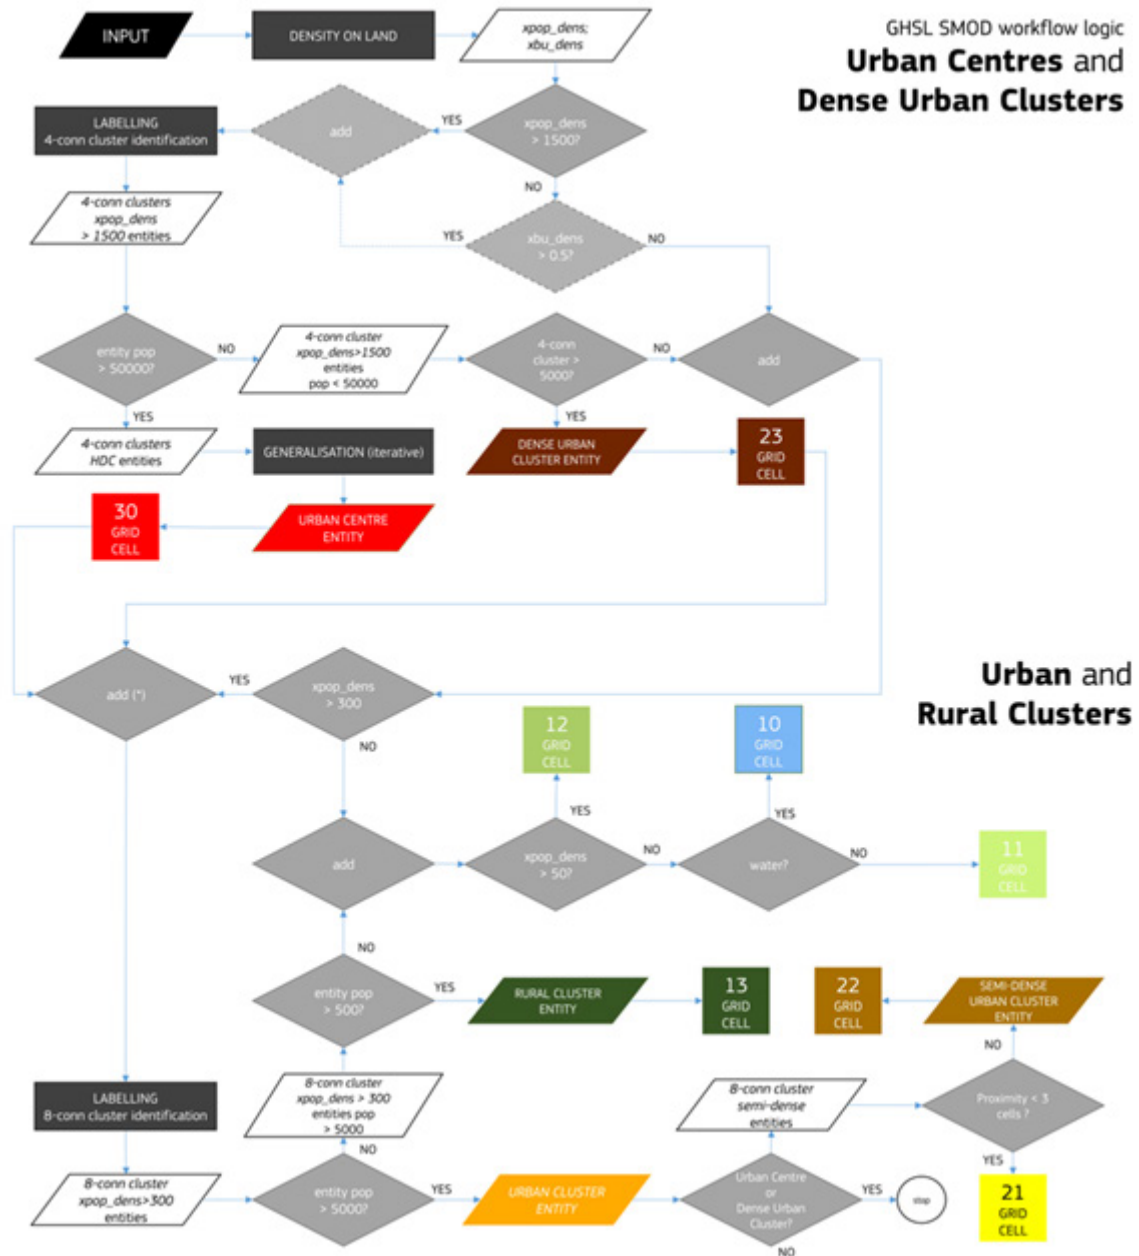 GHSL SMOD workflow logic
Urban Centres and
Dense Urban Clusters
INPUT
DENSITY ON LAND
xpop_dens;
xbu_dens
LABELLING
4-conn cluster identification
add
YES
xpop_dens
> 1500?
NO
4-conn clusters
xpop_dens
> 1500 entities
YES
xbu_dens
> 0.5?
NO
entity pop
> 50000?
NO
4-conn cluster
xpop_dens>1500
entities
pop < 50000
4-conn
cluster >
5000?
NO
add
YES
YES
4-conn clusters
HDC entities
GENERALISATION (iterative)
DENSE URBAN
CLUSTER ENTITY
23
GRID
CELL
30
GRID
CELL
URBAN CENTRE
ENTITY
Urban and
Rural Clusters
add (*)
YES
xpop_dens
> 300
NO
12
GRID
CELL
10
GRID
CELL
YES
YES
add
xpop_dens
> 50?
NO
water?
NO
11
GRID
CELL
NO
entity pop
> 500?
YES
RURAL CLUSTER
ENTITY
13
GRID
CELL
22
GRID
CELL
SEMI-DENSE
URBAN CLUSTER
ENTITY
NO
LABELLING
8-conn cluster identification
8-conn cluster
xpop_dens > 300
entities pop
> 5000
8-conn cluster
semi-dense
entities
Proximity < 3
cells ?
NO
YES
8-conn cluster
xpop_dens>300
entities
entity pop
> 5000?
YES
URBAN CLUSTER
ENTITY
Urban Centre
or
Dense Urban
Cluster?
YES
stop
21
GRID
CELL
NO